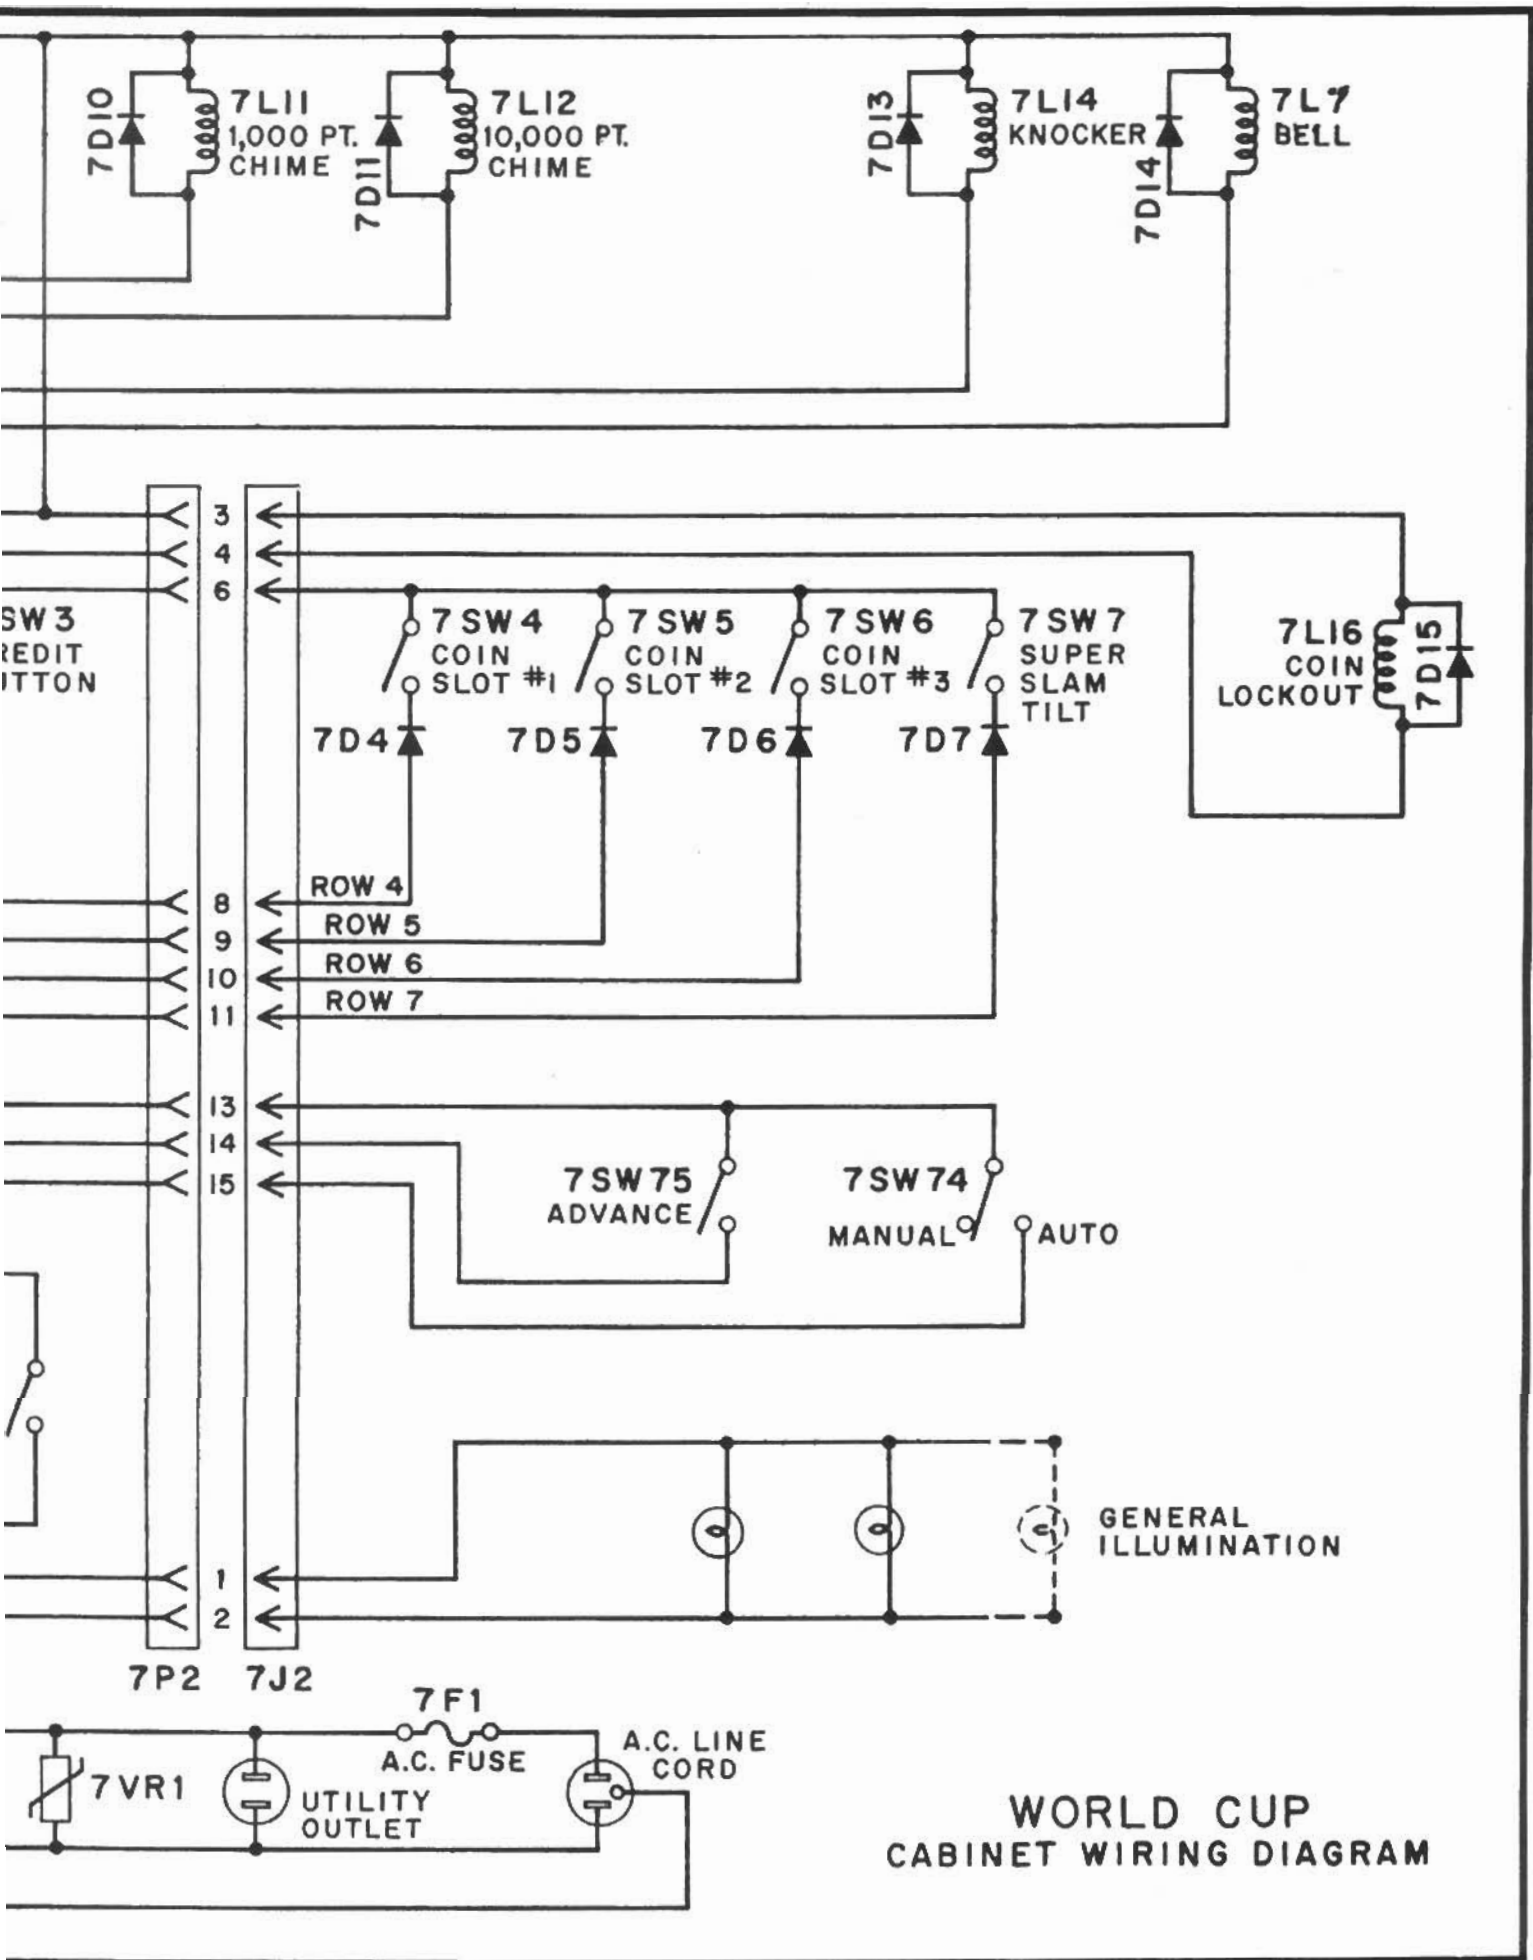 7D10
7L11
1,000 PT.
CHIME
7D11
7L12
10,000 PT.
CHIME
7D13
7L14
KNOCKER
7D14
7L7
BELL
3
4
6
SW3
REDIT
UTTON
7SW4
COIN
SLOT #1
7SW5
COIN
SLOT #2
7SW6
COIN
SLOT #3
7SW7
SUPER
SLAM
TILT
7L16
COIN
LOCKOUT
7D15
7D4
7D5
7D6
7D7
8
ROW 4
9
ROW 5
10
ROW 6
11
ROW 7
13
14
15
7SW75
ADVANCE
7SW74
MANUAL
AUTO
GENERAL
ILLUMINATION
1
2
7P2
7J2
7F1
A.C. FUSE
A.C. LINE
CORD
7VR1
UTILITY
OUTLET
WORLD CUP
CABINET WIRING DIAGRAM